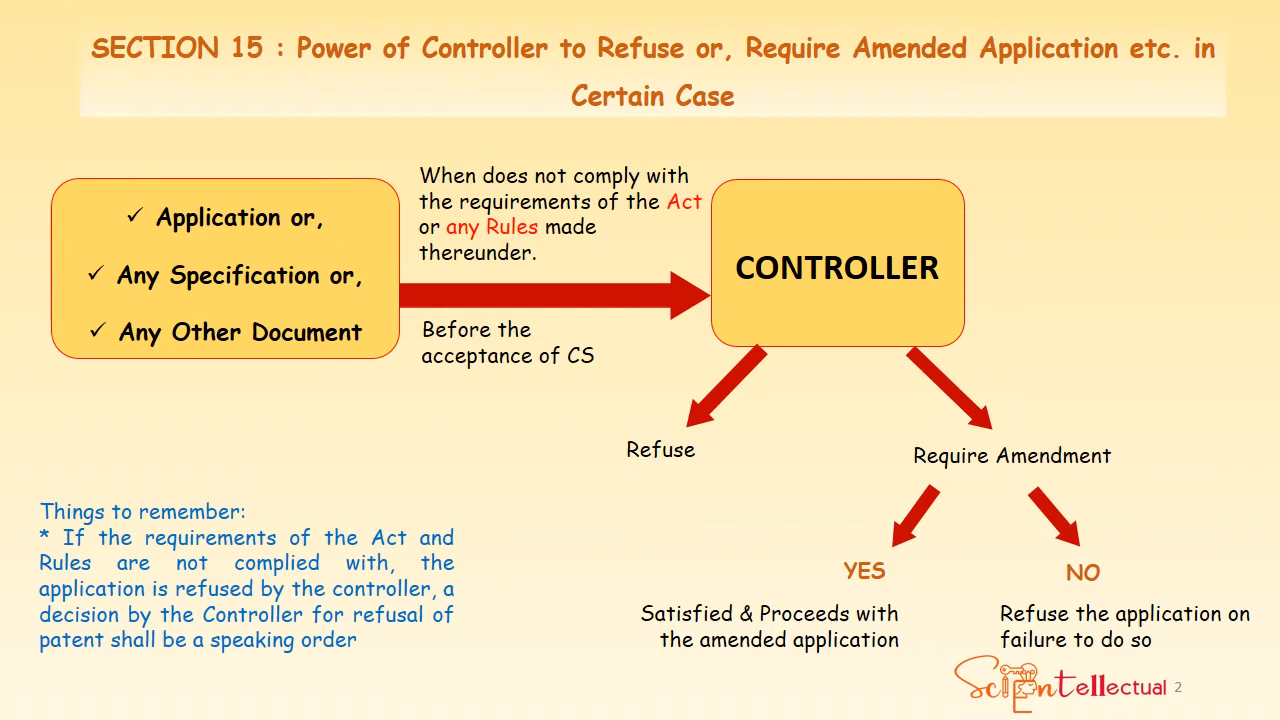 SECTION 15 : Power of Controller to Refuse or, Require Amended Application etc. in
Certain Case
✓ Application or,
✓ Any Specification or,
✓ Any Other Document
When does not comply with
the requirements of the Act
or any Rules made
thereunder.
Before the
acceptance of CS
CONTROLLER
Refuse
Require Amendment
YES
NO
Satisfied & Proceeds with
the amended application
Refuse the application on
failure to do so
Things to remember:
* If the requirements of the Act and
Rules are not complied with, the
application is refused by the controller, a
decision by the Controller for refusal of
patent shall be a speaking order
SciEntellectual
2